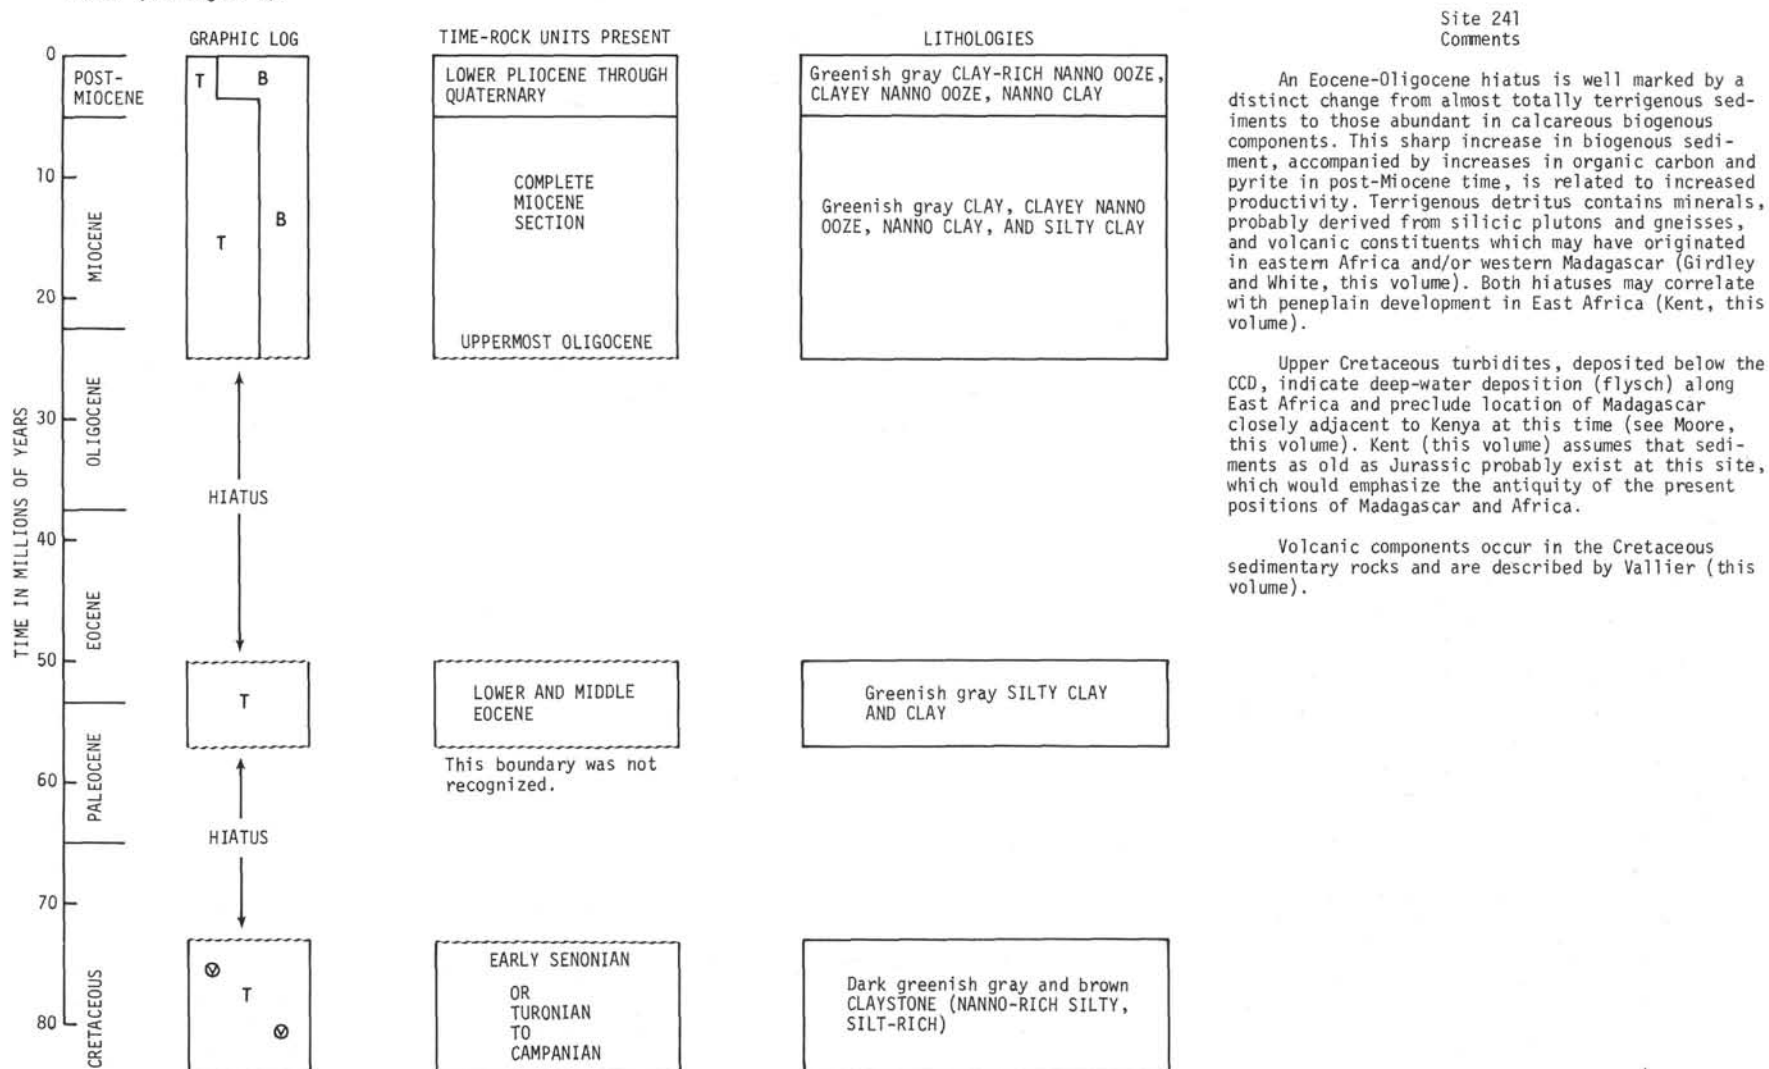 GRAPHIC LOG
TIME-ROCK UNITS PRESENT
LITHOLOGIES
TIME IN MILLIONS OF YEARS
0
10
20
30
40
50
60
70
80
POST-
MIOCENE
MIOCENE
OLIGOCENE
EOCENE
PALEOCENE
CRETACEOUS
T
B
T
B
HIATUS
T
HIATUS
V
T
V
LOWER PLIOCENE THROUGH
QUATERNARY
COMPLETE
MIOCENE
SECTION
UPPERMOST OLIGOCENE
LOWER AND MIDDLE
EOCENE
This boundary was not
recognized.
EARLY SENONIAN
OR
TURONIAN
TO
CAMPANIAN
Greenish gray CLAY-RICH NANNO OOZE,
CLAYEY NANNO OOZE, NANNO CLAY
Greenish gray CLAY, CLAYEY NANNO
OOZE, NANNO CLAY, AND SILTY CLAY
Greenish gray SILTY CLAY
AND CLAY
Dark greenish gray and brown
CLAYSTONE (NANNO-RICH SILTY,
SILT-RICH)
Site 241
Comments
An Eocene-Oligocene hiatus is well marked by a
distinct change from almost totally terrigenous sed-
iments to those abundant in calcareous biogenous
components. This sharp increase in biogenous sedi-
ment, accompanied by increases in organic carbon and
pyrite in post-Miocene time, is related to increased
productivity. Terrigenous detritus contains minerals,
probably derived from silicic plutons and gneisses,
and volcanic constituents which may have originated
in eastern Africa and/or western Madagascar (Girdley
and White, this volume). Both hiatuses may correlate
with peneplain development in East Africa (Kent, this
volume).
Upper Cretaceous turbidites, deposited below the
CCD, indicate deep-water deposition (flysch) along
East Africa and preclude location of Madagascar
closely adjacent to Kenya at this time (see Moore,
this volume). Kent (this volume) assumes that sedi-
ments as old as Jurassic probably exist at this site,
which would emphasize the antiquity of the present
positions of Madagascar and Africa.
Volcanic components occur in the Cretaceous
sedimentary rocks and are described by Vallier (this
volume).